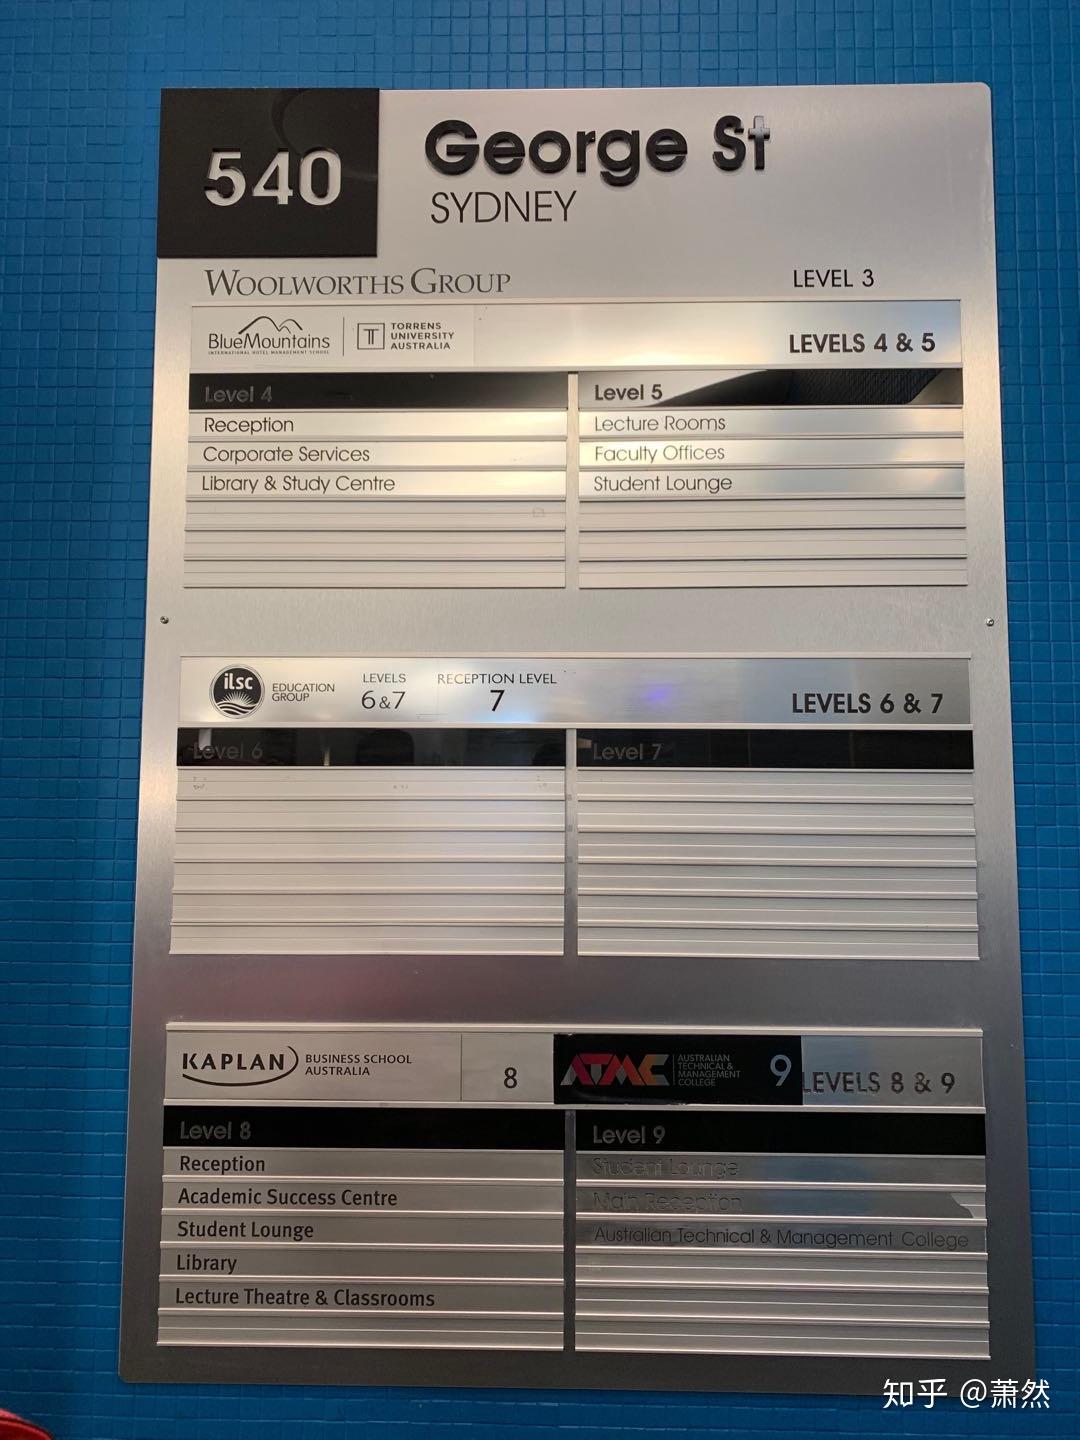 540
George St
SYDNEY
WOOLWORTHS GROUP
LEVEL 3
BlueMountains
INTERNATIONAL HOTEL MANAGEMENT SCHOOL
TORRENS
UNIVERSITY
AUSTRALIA
LEVELS 4 & 5
Level 4
Reception
Corporate Services
Library & Study Centre
Level 5
Lecture Rooms
Faculty Offices
Student Lounge
ilsc
EDUCATION
GROUP
LEVELS
6 & 7
RECEPTION LEVEL
7
LEVELS 6 & 7
Level 6
Level 7
KAPLAN
BUSINESS SCHOOL
AUSTRALIA
8
ATMC
AUSTRALIAN
TECHNICAL &
MANAGEMENT
COLLEGE
9
LEVELS 8 & 9
Level 8
Reception
Academic Success Centre
Student Lounge
Library
Lecture Theatre & Classrooms
Level 9
Student Lounge
Main Reception
Australian Technical & Management College
知乎 @萧然